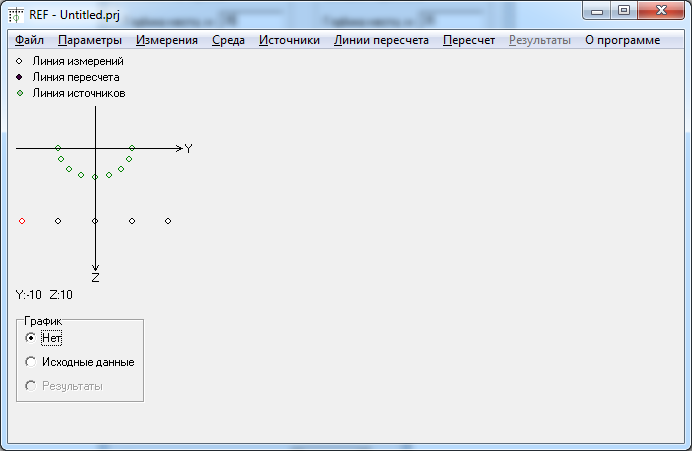 REF - Untitled.prj
Файл Параметры Измерения Среда Источники Линии пересчета Пересчет Результаты О программе
Линия измерений
Линия пересчета
Линия источников
Y
Z
Y:-10 Z:10
График
Нет
Исходные данные
Результаты